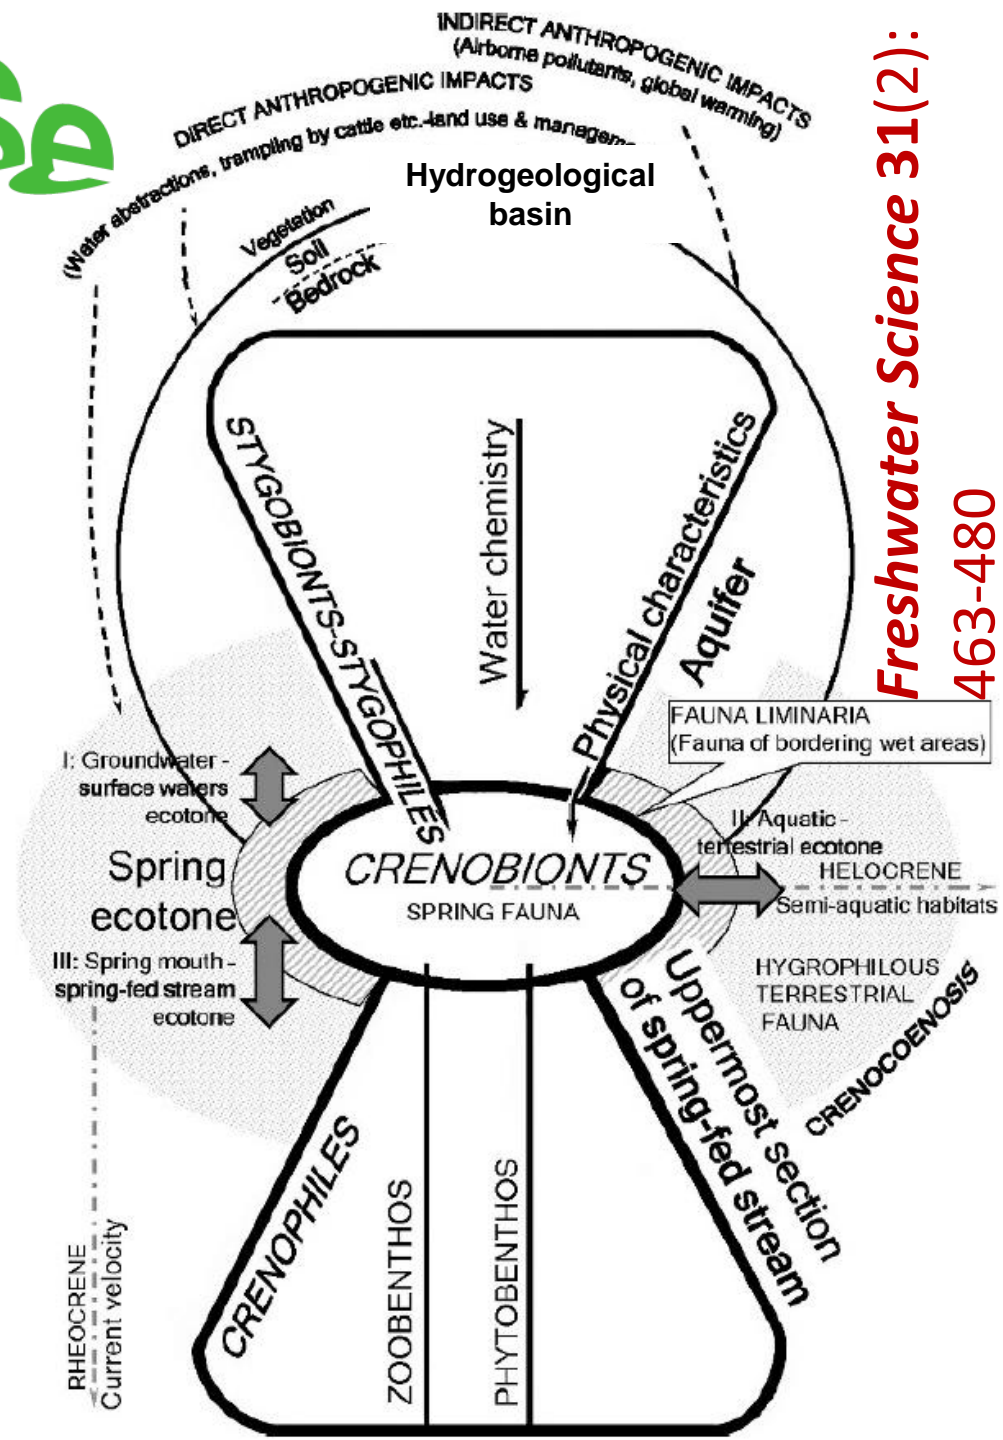 INDIRECT ANTHROPOGENIC IMPACTS
(Airborne pollutants, global warming)
DIRECT ANTHROPOGENIC IMPACTS
(Water abstractions, trampling by cattle etc.-land use &
Hydrogeological
basin
Vegetation
Soil
Bedrock
Freshwater Science 31(2):
463-480
STYGOBIONTS-STYGOPHILES
Water chemistry
Physical characteristics
Aquifer
FAUNA LIMINARIA
(Fauna of bordering wet areas)
I: Groundwater -
surface waters
ecotone
II: Aquatic -
terrestrial ecotone
Spring
ecotone
CRENOBIONTS
SPRING FAUNA
HELOCRENE
Semi-aquatic habitats
III: Spring mouth -
spring-fed stream
ecotone
HYGROPHILOUS
TERRESTRIAL
FAUNA
CRENOCOENOSIS
Uppermost section
of spring-fed stream
CRENOPHILES
ZOOBENTHOS
PHYTOBENTHOS
RHEOCRENE
Current velocity